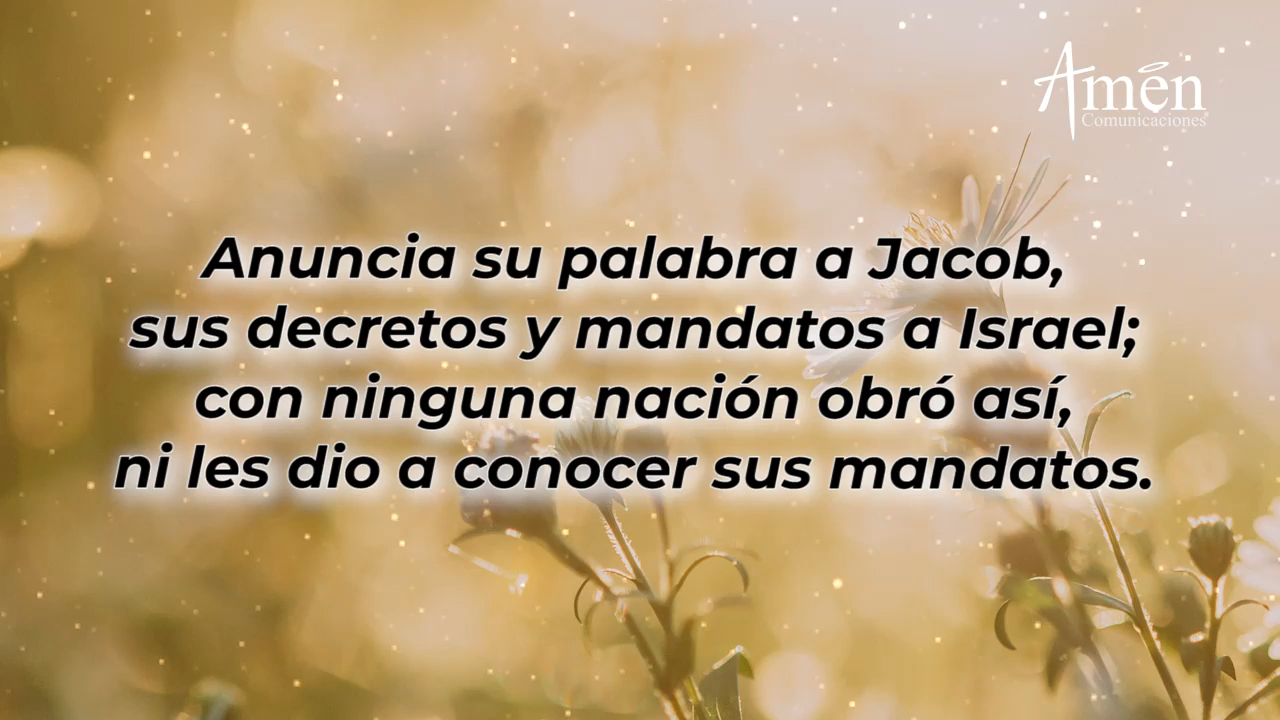 Amén
Comunicaciones
Anuncia su palabra a Jacob,
sus decretos y mandatos a Israel;
con ninguna nación obró así,
ni les dio a conocer sus mandatos.